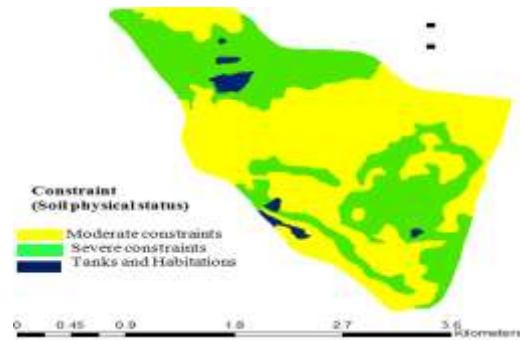 Constraint
(Soil physical status)
Moderate constraints
Severe constraints
Tanks and Habitations
0 0.45 0.9 1.8 2.7 3.6
Kilometers